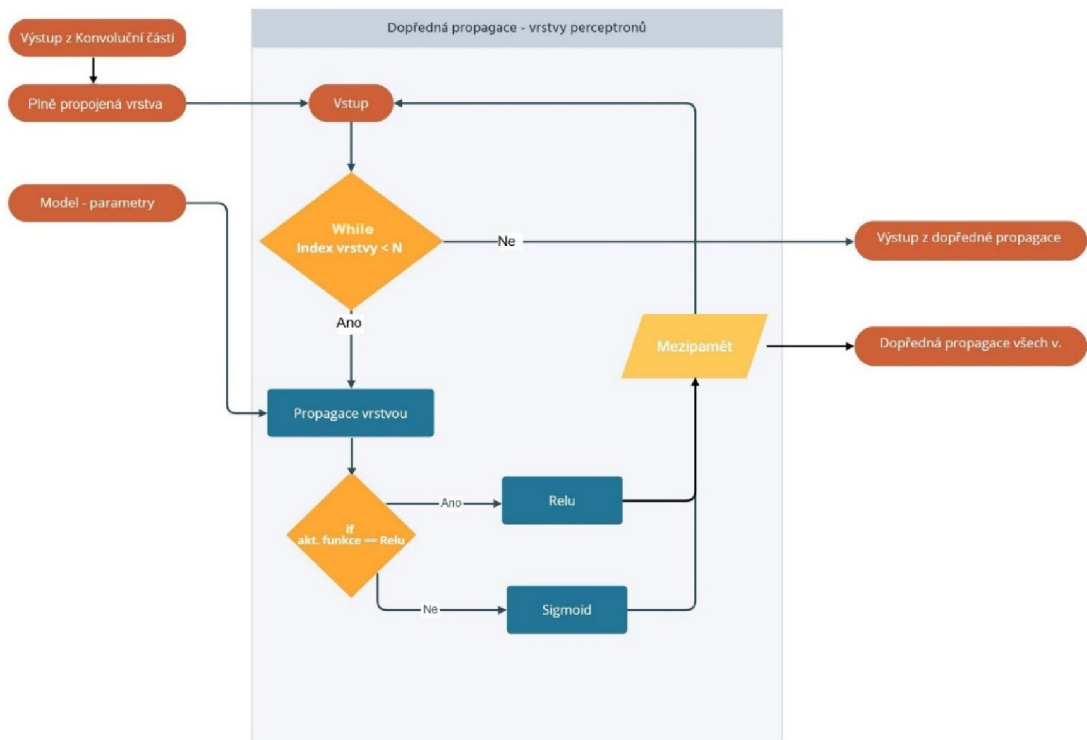 Dopředná propagace - vrstvy perceptronů
Výstup z Konvoluční části
Plně propojená vrstva
Vstup
Model - parametry
While
Index vrstvy < N
Ne
Výstup z dopředné propagace
Ano
Mezipamět
Dopředná propagace všech v.
Propagace vrstvou
if
akt. funkce == Relu
Ano
Relu
Ne
Sigmoid